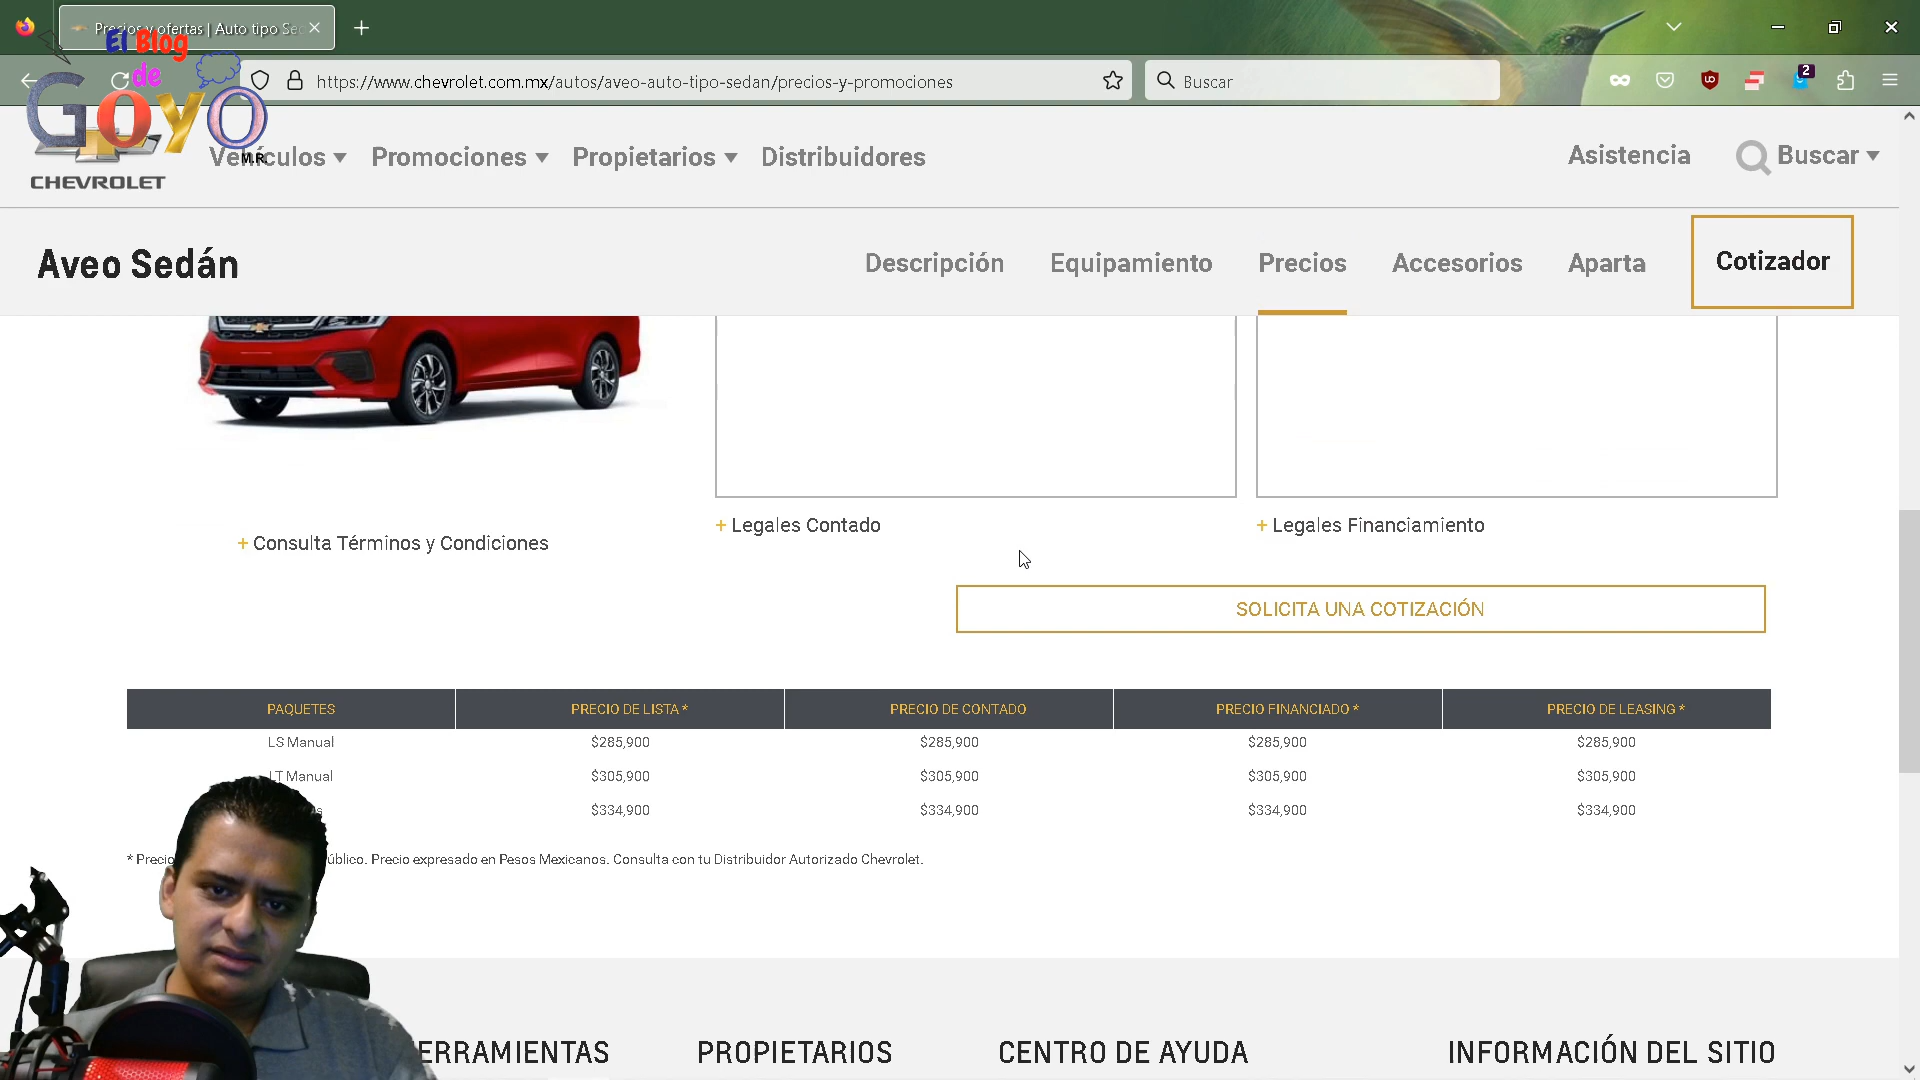 Precios y ofertas | Auto tipo Sed
El Blog
de
GOYO
M.R.
https://www.chevrolet.com.mx/autos/aveo-auto-tipo-sedan/precios-y-promociones
Buscar
2
CHEVROLET
Vehículos
Promociones
Propietarios
Distribuidores
Asistencia
Buscar
Aveo Sedán
Descripción
Equipamiento
Precios
Accesorios
Aparta
Cotizador
+ Consulta Términos y Condiciones
+ Legales Contado
+ Legales Financiamiento
SOLICITA UNA COTIZACIÓN
PAQUETES PRECIO DE LISTA * PRECIO DE CONTADO PRECIO FINANCIADO * PRECIO DE LEASING *
LS Manual $285,900 $285,900 $285,900 $285,900
LT Manual $305,900 $305,900 $305,900 $305,900
$334,900 $334,900 $334,900 $334,900
* Precio úblico. Precio expresado en Pesos Mexicanos. Consulta con tu Distribuidor Autorizado Chevrolet.
ERRAMIENTAS
PROPIETARIOS
CENTRO DE AYUDA
INFORMACIÓN DEL SITIO